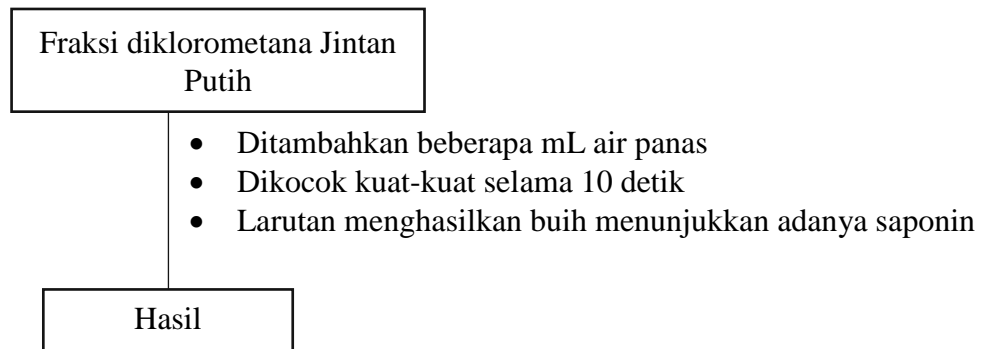 Fraksi diklorometana Jintan
Putih
• Ditambahkan beberapa mL air panas
• Dikocok kuat-kuat selama 10 detik
• Larutan menghasilkan buih menunjukkan adanya saponin
Hasil